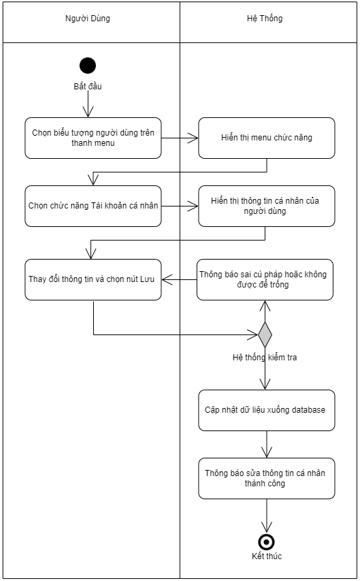 Người Dùng
Hệ Thống
Bắt đầu
Chọn biểu tượng người dùng trên
thanh menu
Hiển thị menu chức năng
Chọn chức năng Tài khoản cá nhân
Hiển thị thông tin cá nhân của
người dùng
Thay đổi thông tin và chọn nút Lưu
Thông báo sai cú pháp hoặc không
được để trống
Hệ thống kiểm tra
Cập nhật dữ liệu xuống database
Thông báo sửa thông tin cá nhân
thành công
Kết thúc